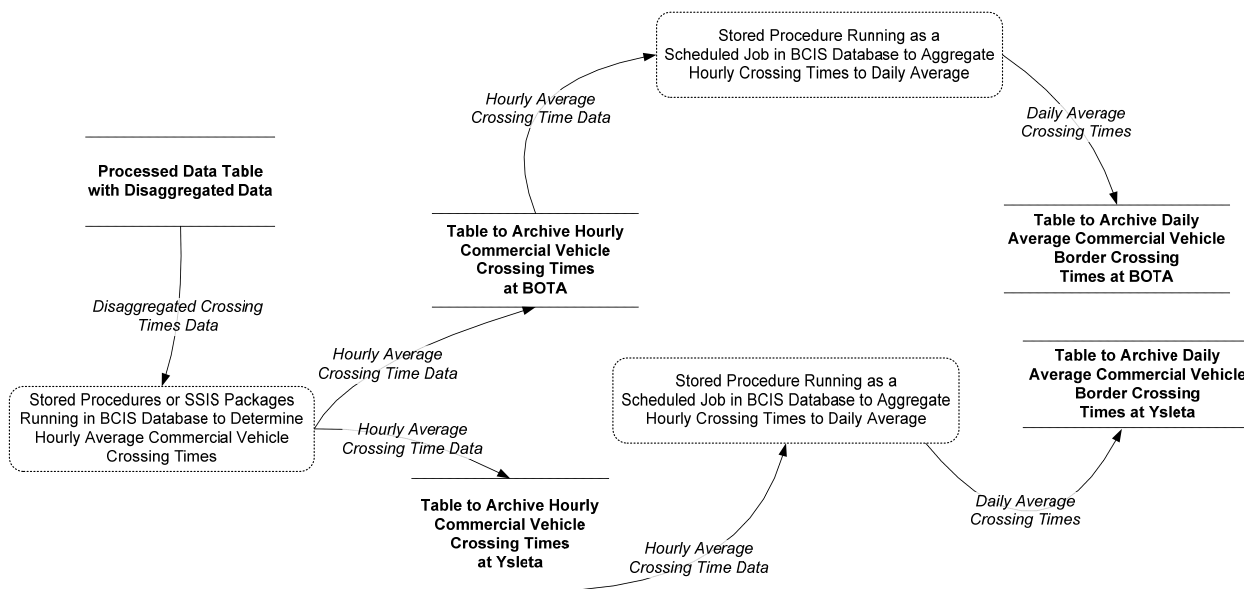 Stored Procedure Running as a
Scheduled Job in BCIS Database to Aggregate
Hourly Crossing Times to Daily Average
Hourly Average
Crossing Time Data
Daily Average
Crossing Times
Processed Data Table
with Disaggregated Data
Table to Archive Hourly
Commercial Vehicle
Crossing Times
at BOTA
Table to Archive Daily
Average Commercial Vehicle
Border Crossing
Times at BOTA
Disaggregated Crossing
Times Data
Hourly Average
Crossing Time Data
Stored Procedures or SSIS Packages
Running in BCIS Database to Determine
Hourly Average Commercial Vehicle
Crossing Times
Hourly Average
Crossing Time Data
Stored Procedure Running as a
Scheduled Job in BCIS Database to Aggregate
Hourly Crossing Times to Daily Average
Table to Archive Daily
Average Commercial Vehicle
Border Crossing
Times at Ysleta
Table to Archive Hourly
Commercial Vehicle
Crossing Times
at Ysleta
Hourly Average
Crossing Time Data
Daily Average
Crossing Times